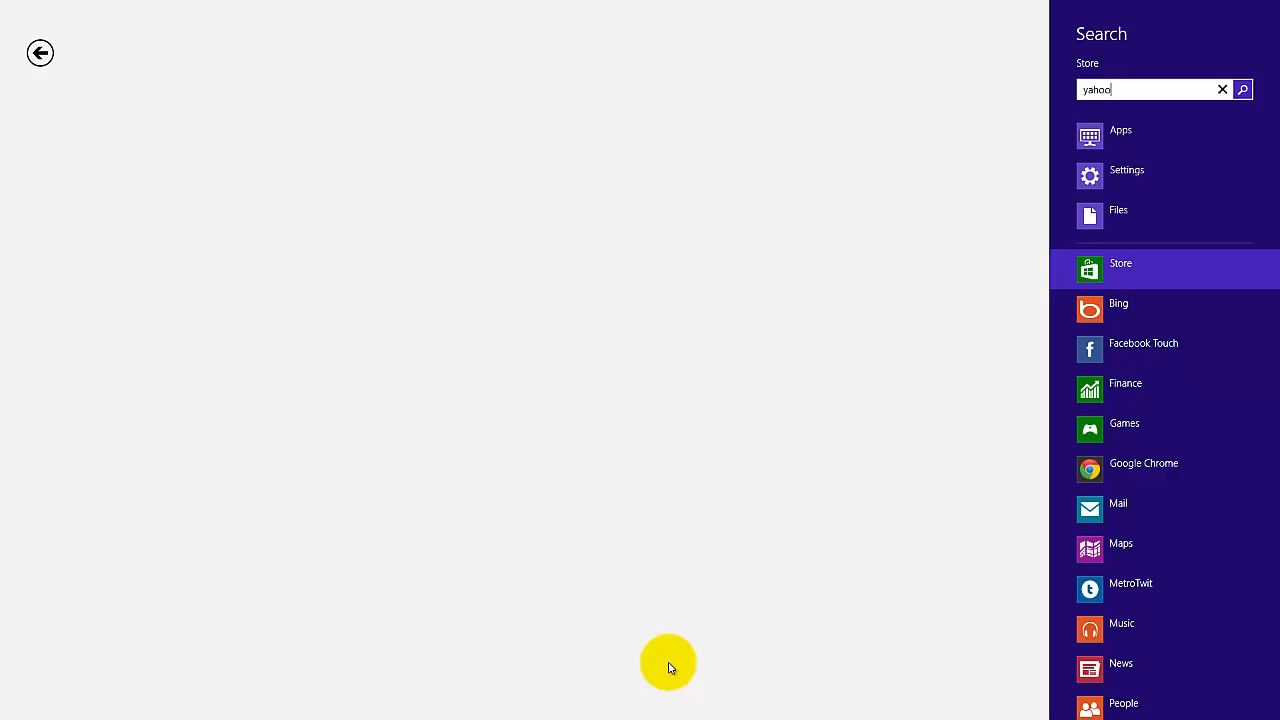 Search
Store
yahoo
Apps
Settings
Files
Store
Bing
Facebook Touch
Finance
Games
Google Chrome
Mail
Maps
MetroTwit
Music
News
People